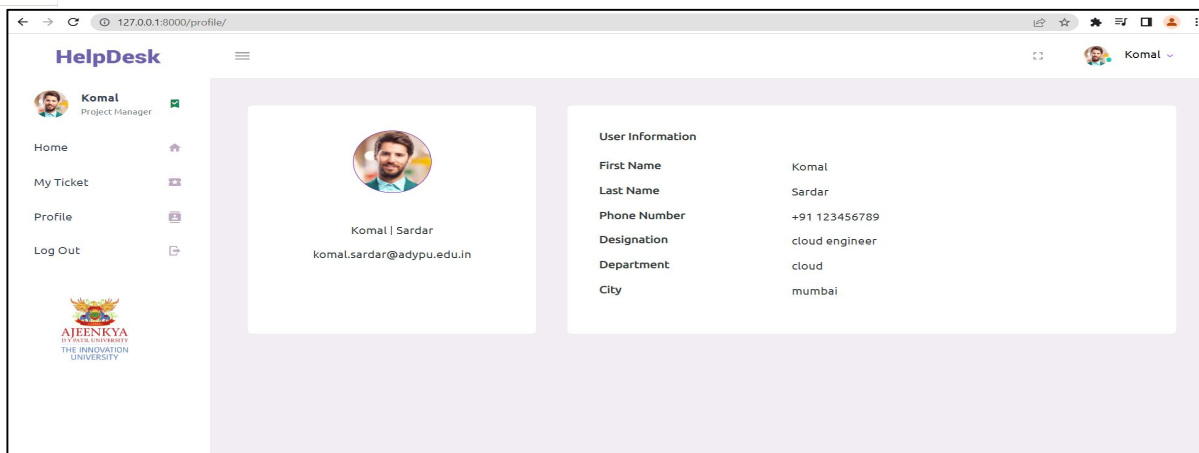 127.0.0.1:8000/profile/
HelpDesk
Komal
Komal
Project Manager
Home
My Ticket
Profile
Log Out
AJEENKYA
D Y PATIL UNIVERSITY
THE INNOVATION
UNIVERSITY
Komal | Sardar
komal.sardar@adypu.edu.in
User Information
First Name Komal
Last Name Sardar
Phone Number +91 123456789
Designation cloud engineer
Department cloud
City mumbai